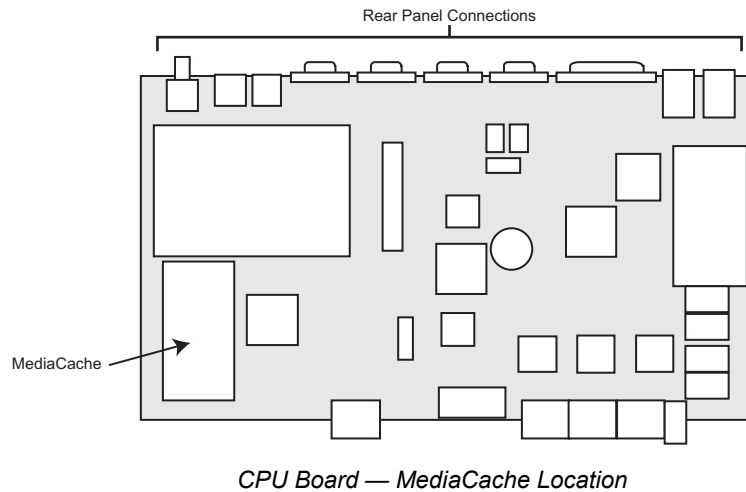 Rear Panel Connections
MediaCache
CPU Board — MediaCache Location